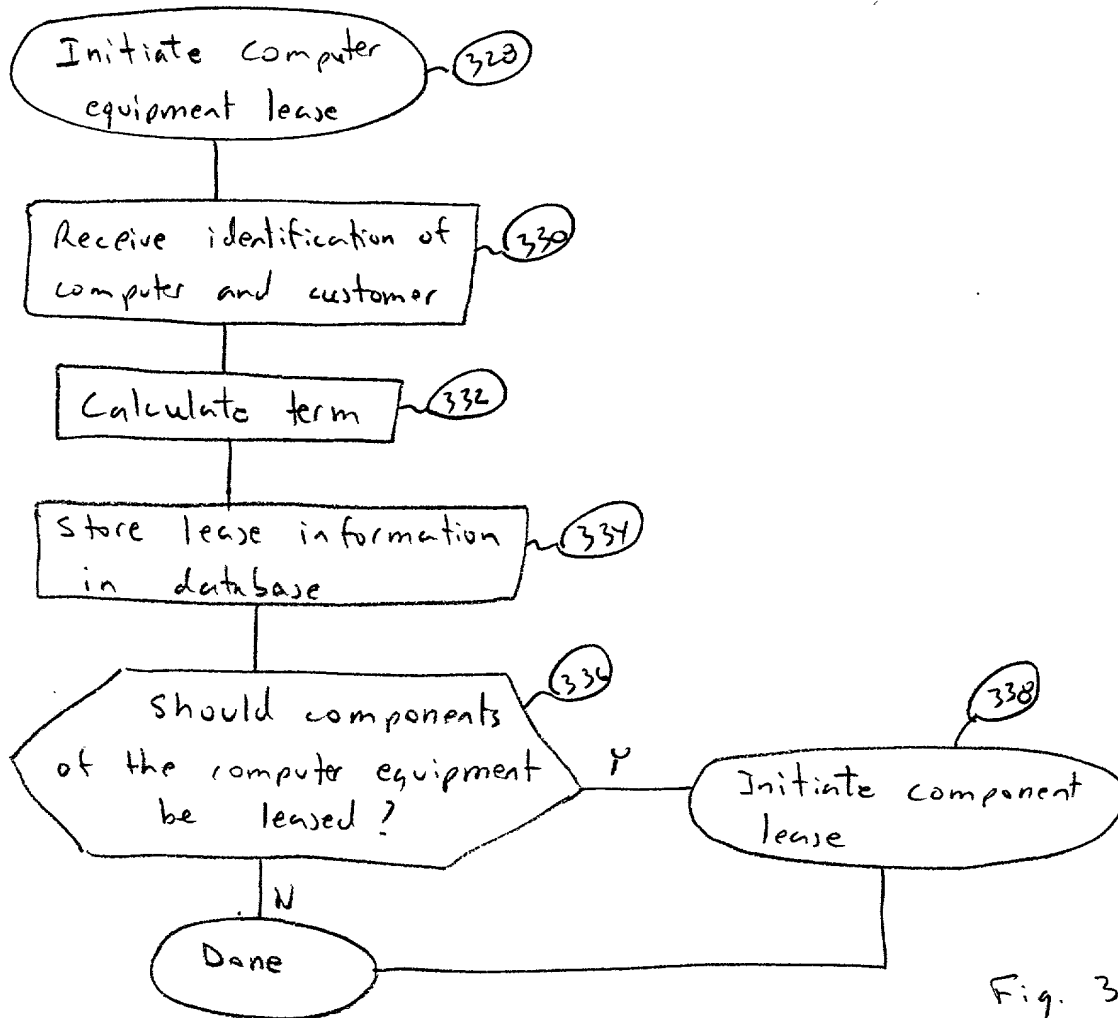 Initiate computer
equipment lease
328
Receive identification of
computer and customer
330
Calculate term
332
Store lease information
in database
334
Should components
of the computer equipment
be leased?
336
Y
338
Initiate component
lease
N
Done
Fig. 3